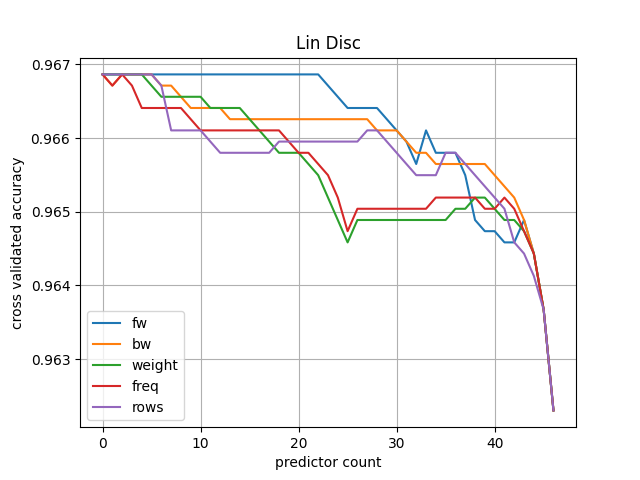 Lin Disc
cross validated accuracy
0.967
0.966
0.965
0.964
0.963
fw
bw
weight
freq
rows
0 10 20 30 40
predictor count